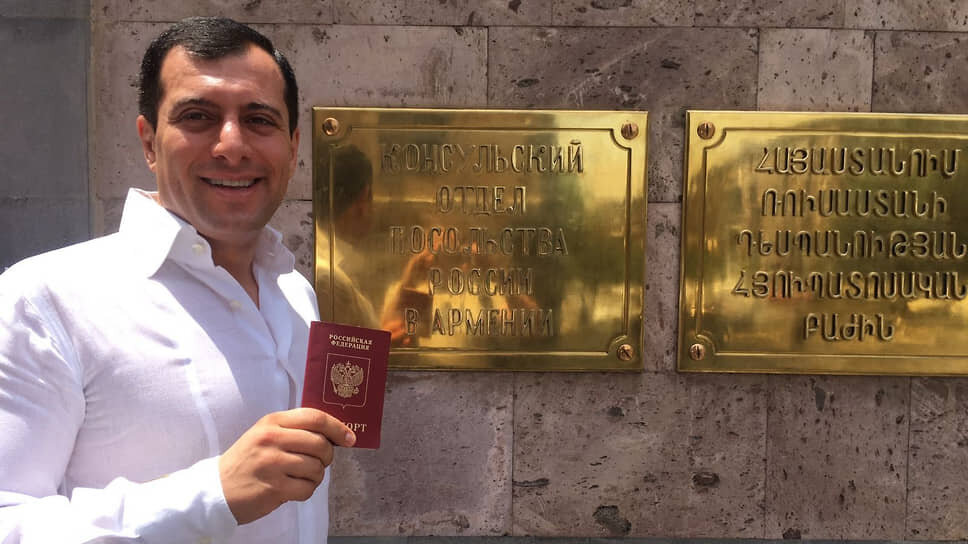 КОНСУЛЬСКИЙ
ОТДЕЛ
ПОСОЛЬСТВА
РОССИИ
В АРМЕНИИ
ՀԱՅԱՍՏԱՆՈՒՄ
ՌՈՒՍԱՍՏԱՆԻ
ԴԵՍՊԱՆՈՒԹՅԱՆ
ՀՅՈՒՊԱՏՈՍԱԿԱՆ
ԲԱԺԻՆ
РОССИЙСКАЯ
ФЕДЕРАЦИЯ